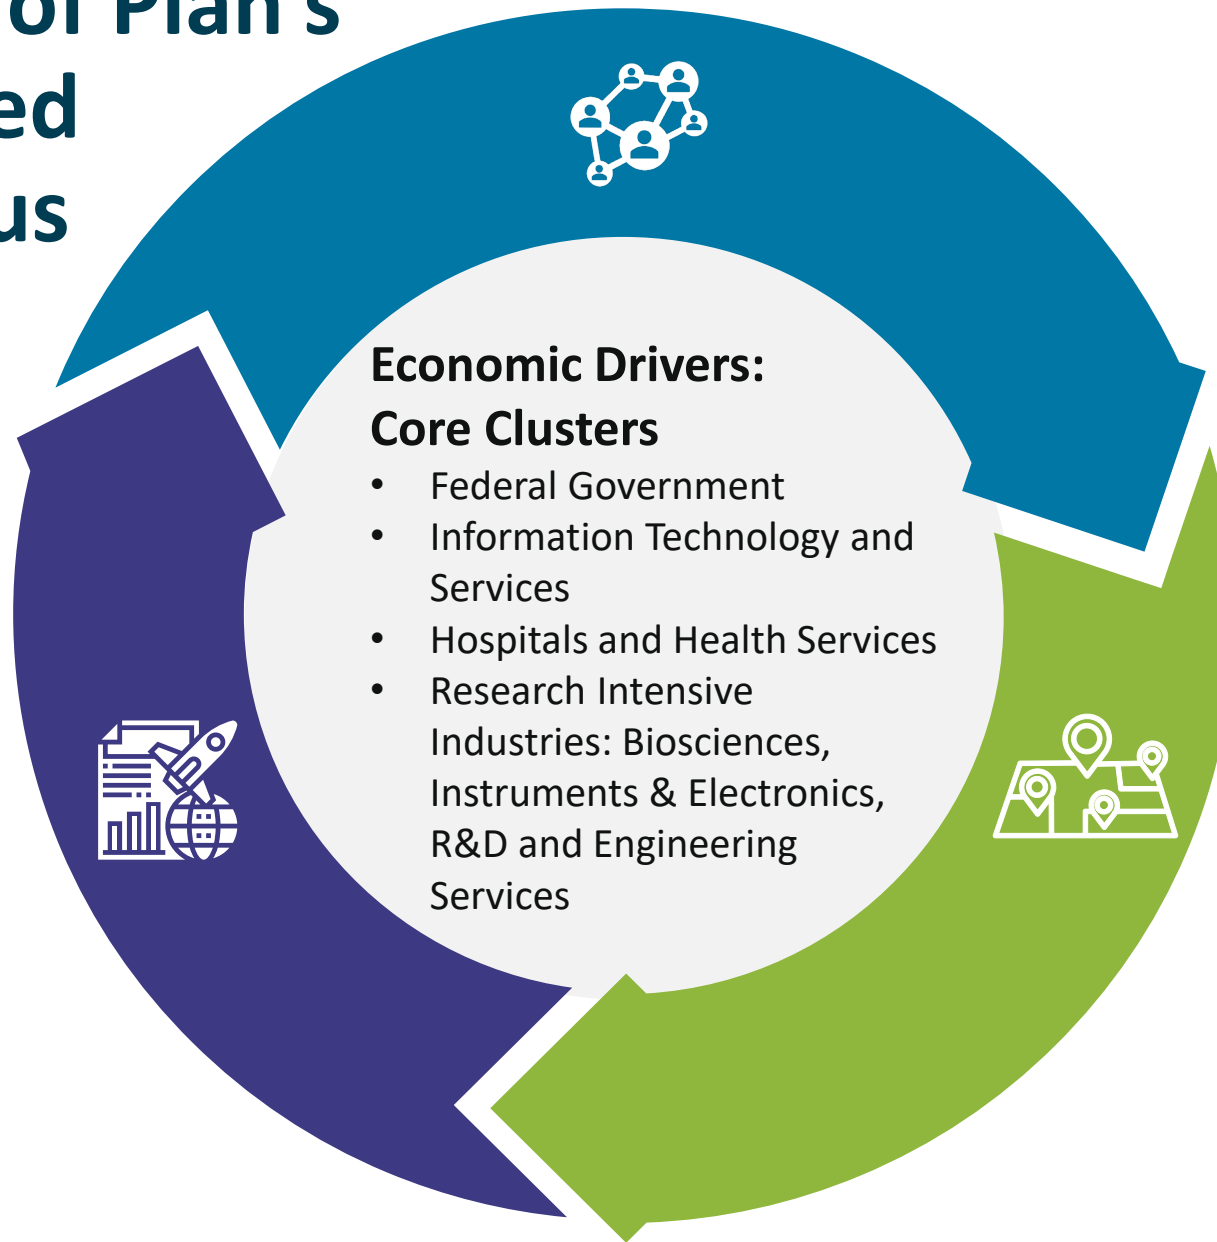 of Plan's
ed
us
Economic Drivers:
Core Clusters
• Federal Government
• Information Technology and
Services
• Hospitals and Health Services
• Research Intensive
Industries: Biosciences,
Instruments & Electronics,
R&D and Engineering
Services